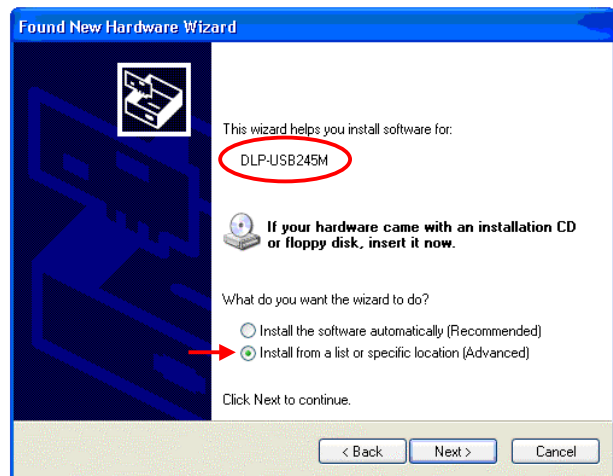 Found New Hardware Wizard
This wizard helps you install software for:
DLP-USB245M
If your hardware came with an installation CD
or floppy disk, insert it now.
What do you want the wizard to do?
Install the software automatically (Recommended)
Install from a list or specific location (Advanced)
Click Next to continue.
< Back Next > Cancel